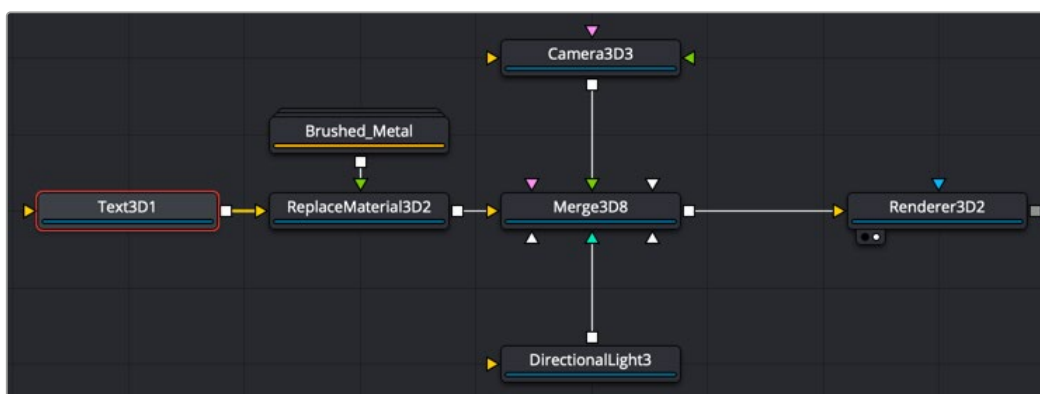 Camera3D3
Brushed_Metal
Text3D1
ReplaceMaterial3D2
Merge3D8
Renderer3D2
DirectionalLight3